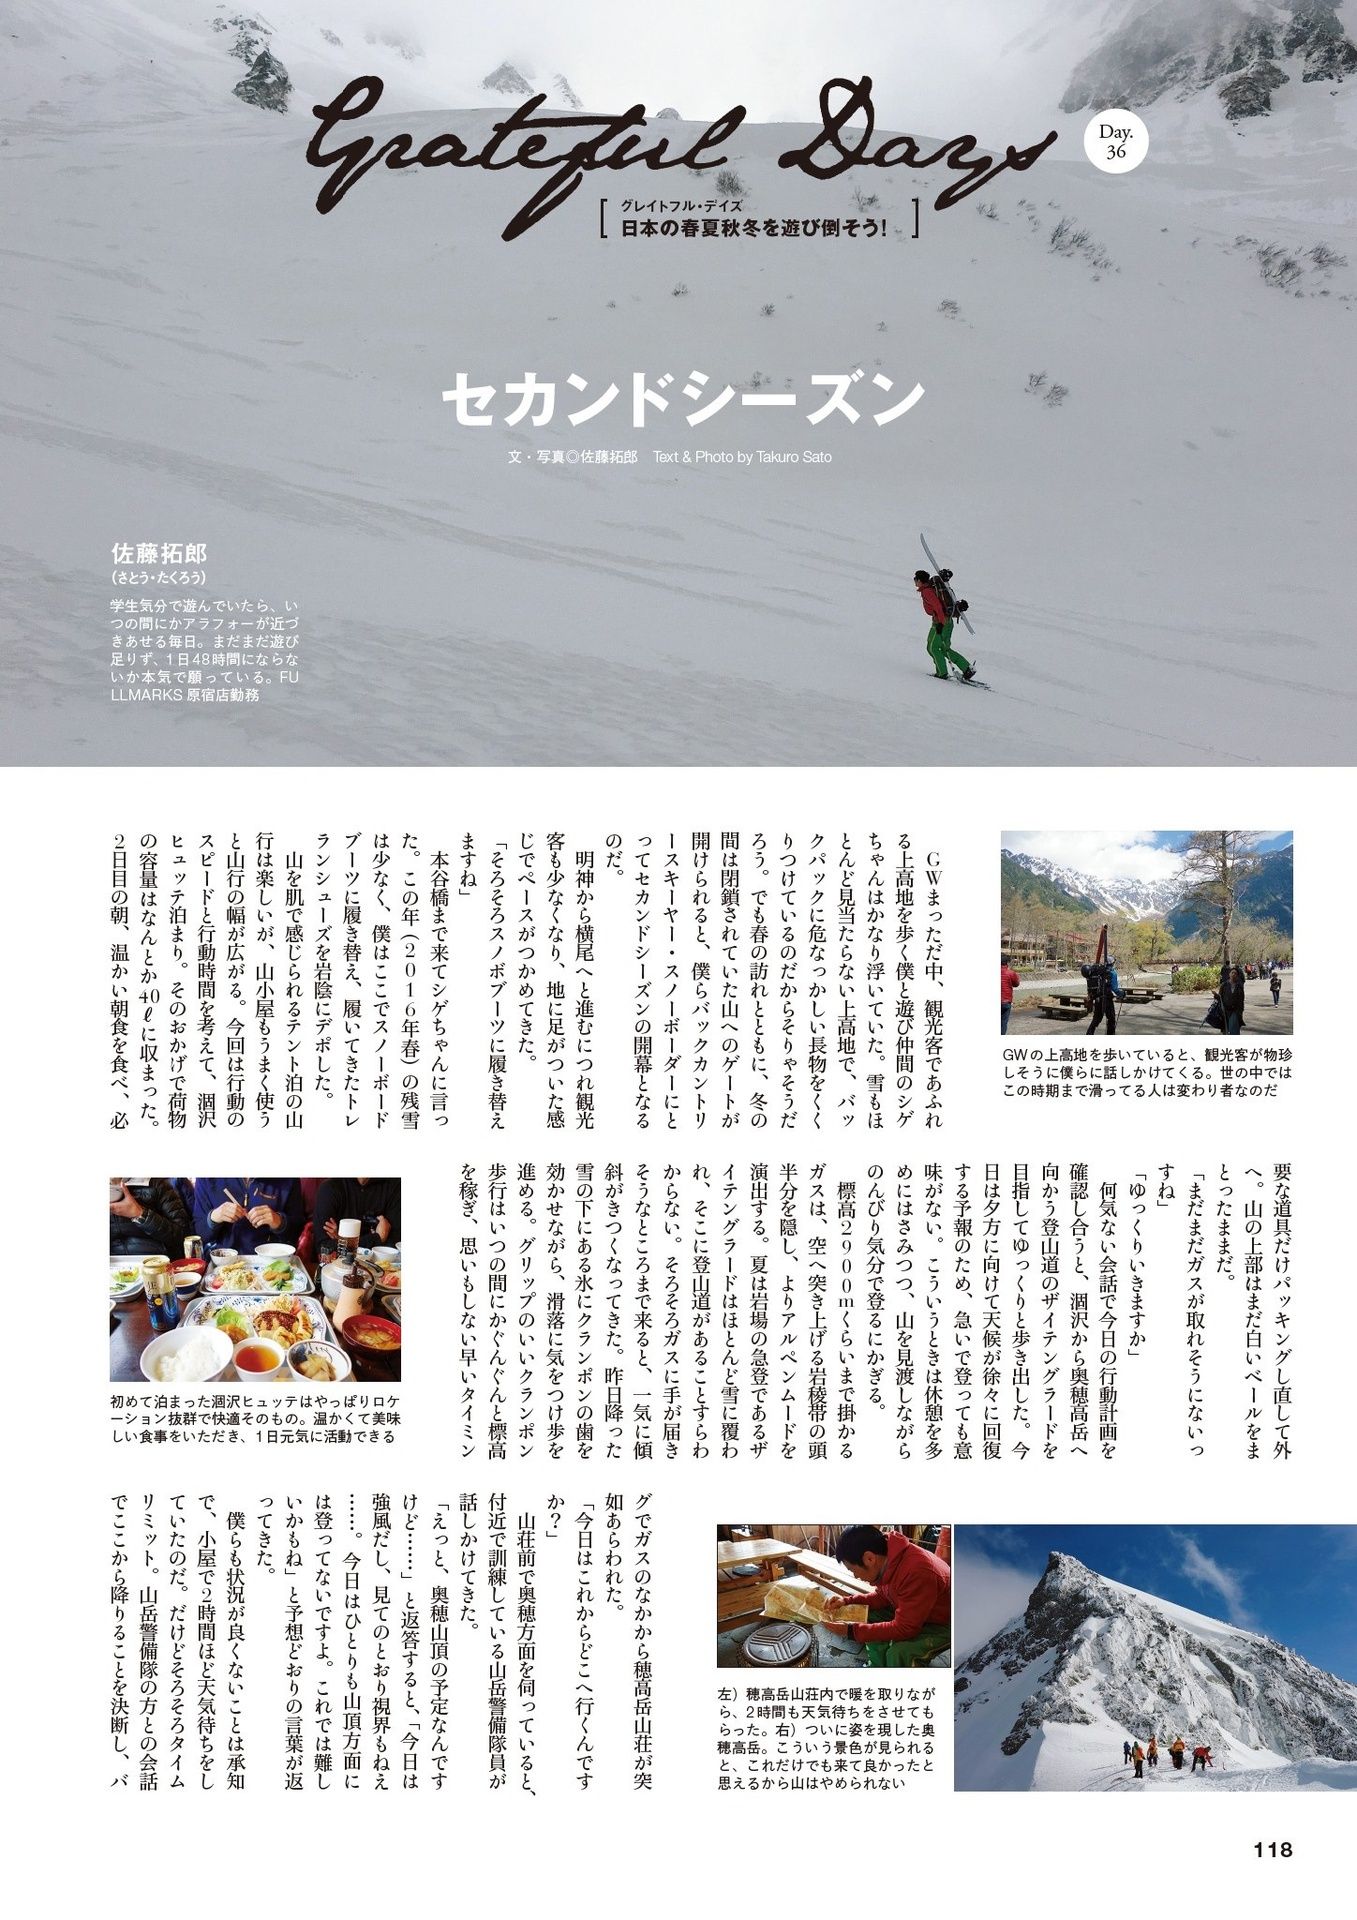 Grateful Days
Day.
36
グレイトフル・デイズ
日本の春夏秋冬を遊び倒そう!
セカンドシーズン
文・写真◎佐藤拓郎 Text & Photo by Takuro Sato
佐藤拓郎
(さとう・たくろう)
学生気分で遊んでいたら、い
つの間にかアラフォーが近づ
きあせる毎日。まだまだ遊び
足りず、1日48時間にならな
いか本気で願っている。FU
LLMARKS 原宿店勤務
GWまっただ中、観光客であふれ
る上高地を歩く僕と遊び仲間のシゲ
ちゃんはかなり浮いていた。雪もほ
とんど見当たらない上高地で、バッ
クパックに危なっかしい長物をくく
りつけているのだからそりゃそうだ
ろう。でも春の訪れとともに、冬の
間は閉鎖されていた山へのゲートが
開けられると、僕らバックカントリ
ースキーヤー・スノーボーダーにと
ってセカンドシーズンの開幕となる
のだ。
明神から横尾へと進むにつれ観光
客も少なくなり、地に足がついた感
じでペースがつかめてきた。
「そろそろスノボブーツに履き替え
ますね」
本谷橋まで来てシゲちゃんに言っ
た。この年(2016年春)の残雪
は少なく、僕はここでスノーボード
ブーツに履き替え、履いてきたトレ
ランシューズを岩陰にデポした。
山を肌で感じられるテント泊の山
行は楽しいが、山小屋もうまく使う
と山行の幅が広がる。今回は行動の
スピードと行動時間を考えて、涸沢
ヒュッテ泊まり。そのおかげで荷物
の容量はなんとか40ℓに収まった。
2日目の朝、温かい朝食を食べ、必
GWの上高地を歩いていると、観光客が物珍
しそうに僕らに話しかけてくる。世の中では
この時期まで滑ってる人は変わり者なのだ
要な道具だけパッキングし直して外
へ。山の上部はまだ白いベールをま
とったままだ。
「まだまだガスが取れそうにないっ
すね」
「ゆっくりいきますか」
何気ない会話で今日の行動計画を
確認し合うと、涸沢から奥穂高岳へ
向かう登山道のザイテングラードを
目指してゆっくりと歩き出した。今
日は夕方に向けて天候が徐々に回復
する予報のため、急いで登っても意
味がない。こういうときは休憩を多
めにはさみつつ、山を見渡しながら
のんびり気分で登るにかぎる。
標高2900mくらいまで掛かる
ガスは、空へ突き上げる岩稜帯の頭
半分を隠し、よりアルペンムードを
演出する。夏は岩場の急登であるザ
イテングラードはほとんど雪に覆わ
れ、そこに登山道があることすらわ
からない。そろそろガスに手が届き
そうなところまで来ると、一気に傾
斜がきつくなってきた。昨日降った
雪の下にある氷にクランポンの歯を
効かせながら、滑落に気をつけ歩を
進める。グリップのいいクランポン
歩行はいつの間にかぐんぐんと標高
を稼ぎ、思いもしない早いタイミン
初めて泊まった涸沢ヒュッテはやっぱりロケ
ーション抜群で快適そのもの。温かくて美味
しい食事をいただき、1日元気に活動できる
グでガスのなかから穂高岳山荘が突
如あらわれた。
「今日はこれからどこへ行くんです
か?」
山荘前で奥穂方面を伺っていると、
付近で訓練している山岳警備隊員が
話しかけてきた。
「えっと、奥穂山頂の予定なんです
けど……」と返答すると、「今日は
強風だし、見てのとおり視界もねえ
……。今日はひとりも山頂方面に
は登ってないですよ。これでは難し
いかもね」と予想どおりの言葉が返
ってきた。
僕らも状況が良くないことは承知
で、小屋で2時間ほど天気待ちをし
ていたのだ。だけどそろそろタイム
リミット。山岳警備隊の方との会話
でここから降りることを決断し、バ
左)穂高岳山荘内で暖を取りなが
ら、2時間も天気待ちをさせても
らった。右)ついに姿を現した奥
穂高岳。こういう景色が見られる
と、これだけでも来て良かったと
思えるから山はやめられない
118